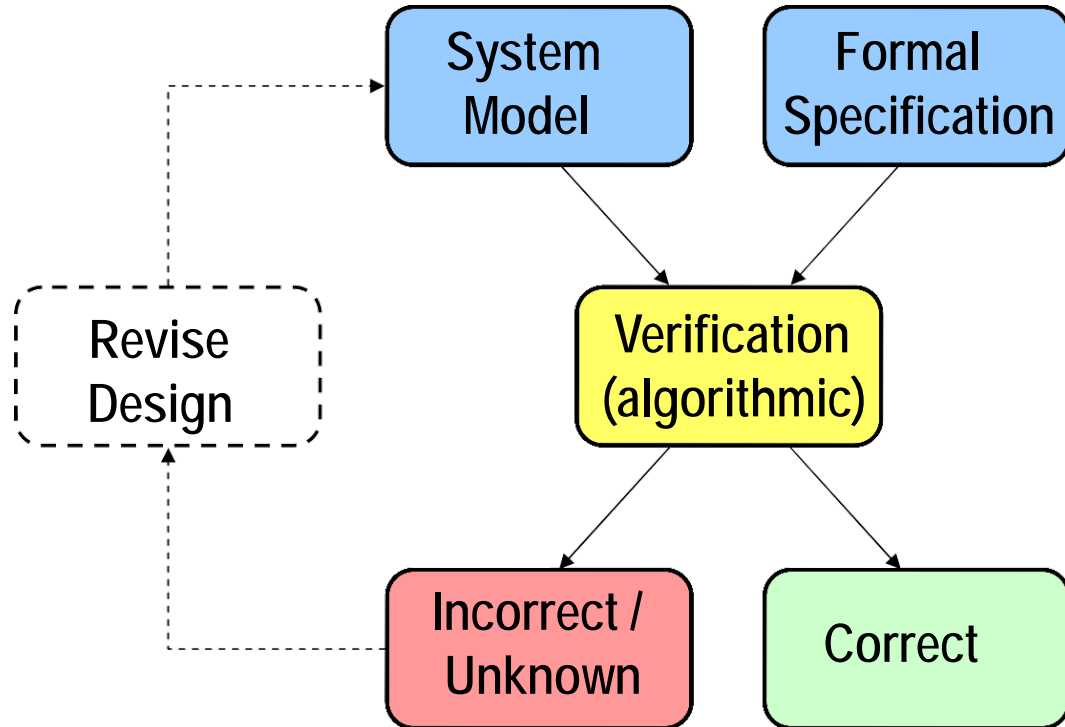 System
Model
Formal
Specification
Revise
Design
Verification
(algorithmic)
Incorrect /
Unknown
Correct